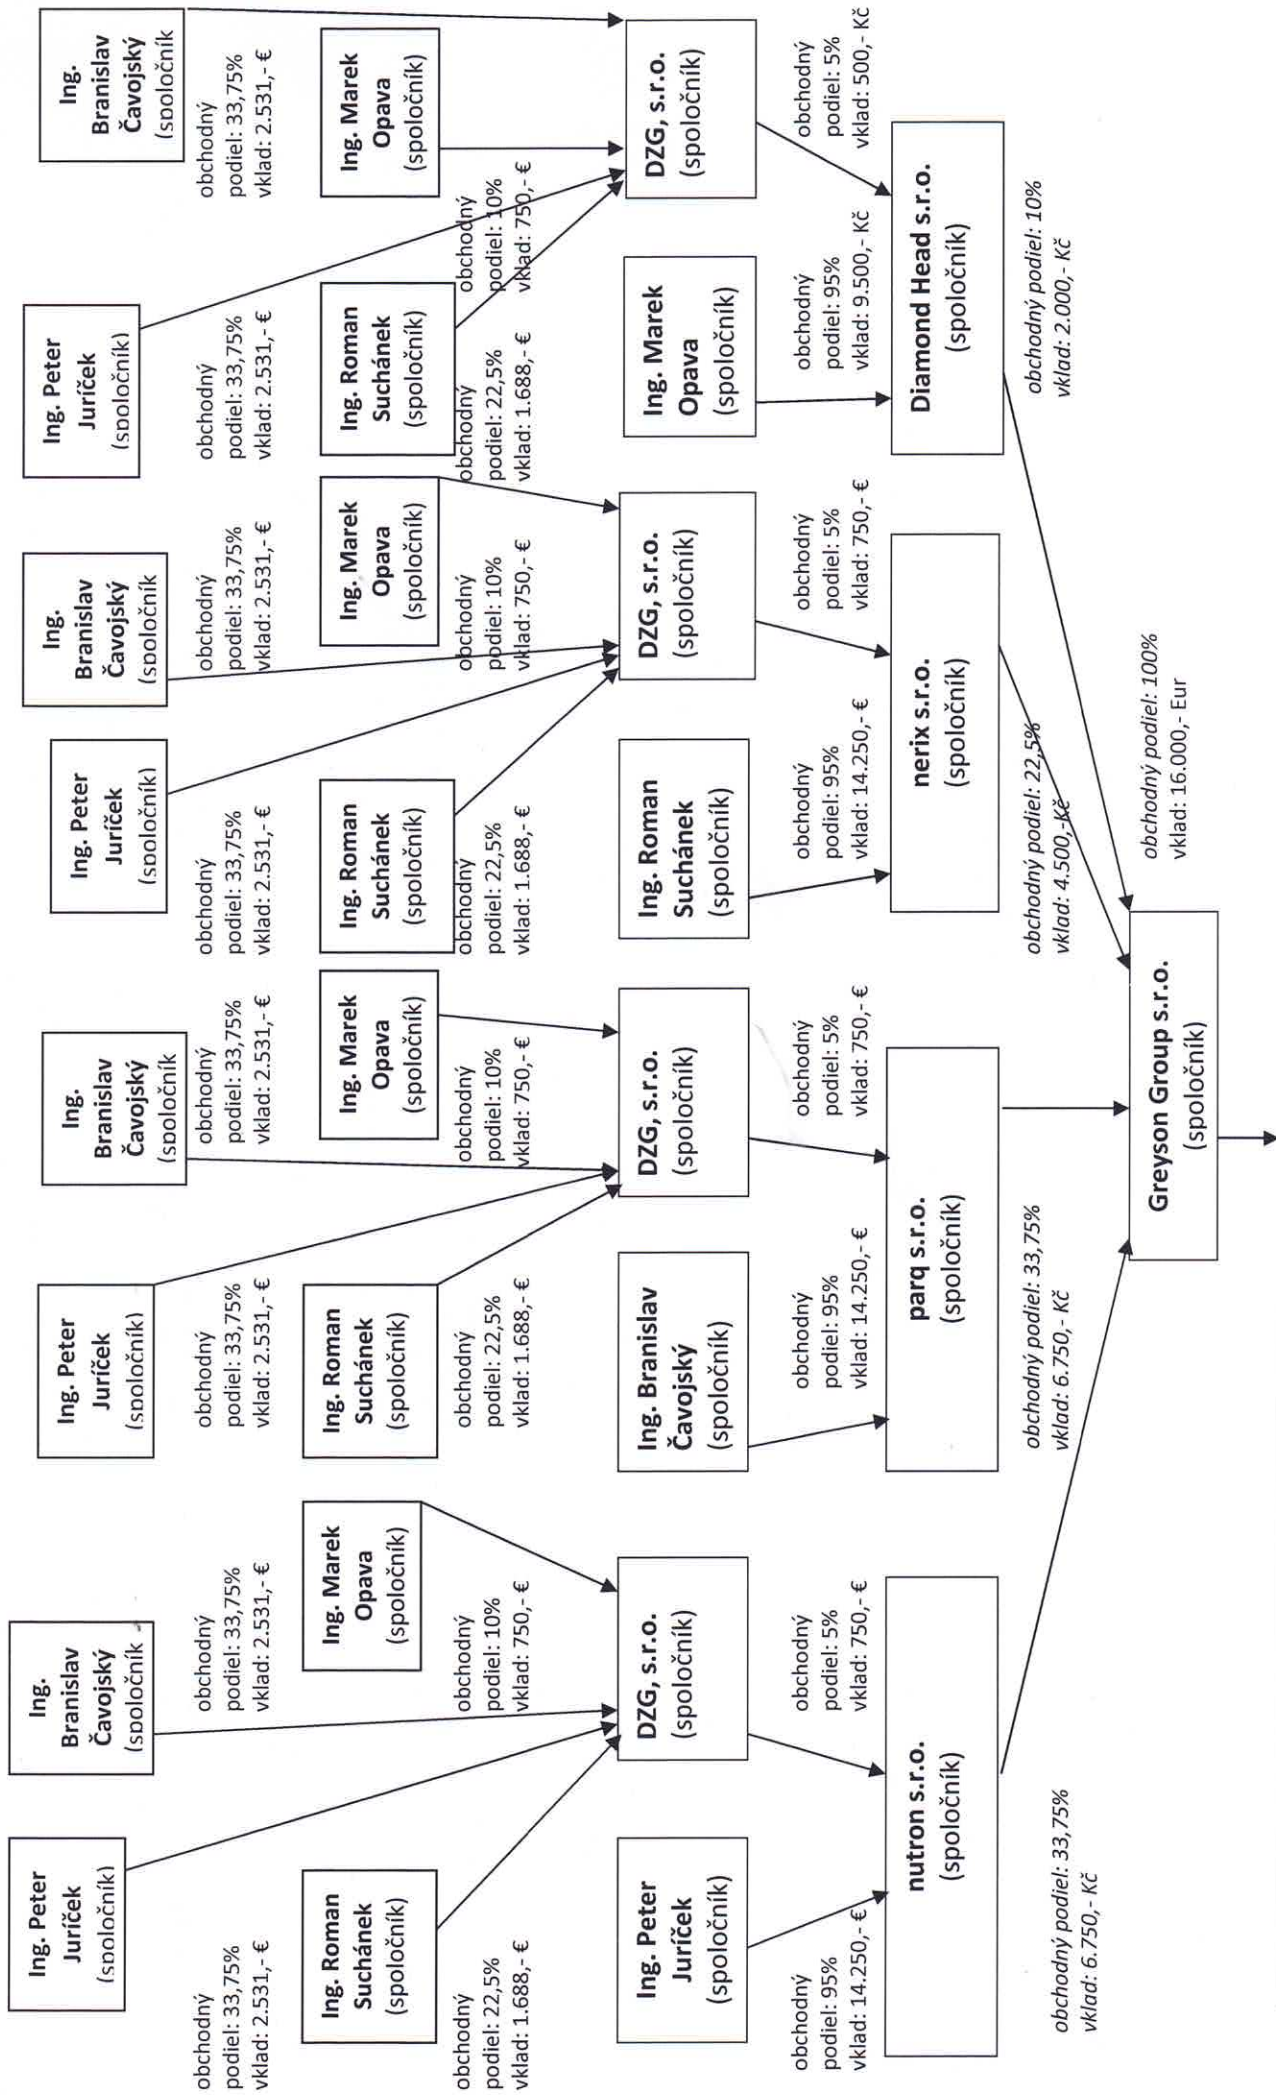 Ing. Peter
Juríček
(spoločník)
Ing.
Branislav
Čavojský
(spoločník
Ing. Peter
Juríček
(spoločník)
Ing.
Branislav
Čavojský
(spoločník
Ing. Peter
Juríček
(spoločník)
Ing.
Branislav
Čavojský
(spoločník
Ing. Peter
Juríček
(spoločník)
Ing.
Branislav
Čavojský
(spoločník)
obchodný
podiel: 33,75%
vklad: 2.531,- €
obchodný
podiel: 33,75%
vklad: 2.531,- €
obchodný
podiel: 33,75%
vklad: 2.531,- €
obchodný
podiel: 33,75%
vklad: 2.531,- €
obchodný
podiel: 33,75%
vklad: 2.531,- €
obchodný
podiel: 33,75%
vklad: 2.531,- €
obchodný
podiel: 33,75%
vklad: 2.531,- €
obchodný
podiel: 33,75%
vklad: 2.531,- €
Ing. Roman
Suchánek
(spoločník)
Ing. Marek
Opava
(spoločník)
Ing. Roman
Suchánek
(spoločník)
Ing. Marek
Opava
(spoločník)
Ing. Roman
Suchánek
(spoločník)
Ing. Marek
Opava
(spoločník)
Ing. Roman
Suchánek
(spoločník)
Ing. Marek
Opava
(spoločník)
obchodný
podiel: 22,5%
vklad: 1.688,- €
obchodný
podiel: 10%
vklad: 750,- €
obchodný
podiel: 22,5%
vklad: 1.688,- €
obchodný
podiel: 10%
vklad: 750,- €
obchodný
podiel: 22,5%
vklad: 1.688,- €
obchodný
podiel: 10%
vklad: 750,- €
obchodný
podiel: 22,5%
vklad: 1.688,- €
obchodný
podiel: 10%
vklad: 750,- €
Ing. Peter
Juríček
(spoločník)
DZG, s.r.o.
(spoločník)
Ing. Branislav
Čavojský
(spoločník)
DZG, s.r.o.
(spoločník)
Ing. Roman
Suchánek
(spoločník)
DZG, s.r.o.
(spoločník)
Ing. Marek
Opava
(spoločník)
DZG, s.r.o.
(spoločník)
obchodný
podiel: 95%
vklad: 14.250,- €
obchodný
podiel: 5%
vklad: 750,- €
obchodný
podiel: 95%
vklad: 14.250,- €
obchodný
podiel: 5%
vklad: 750,- €
obchodný
podiel: 95%
vklad: 14.250,- €
obchodný
podiel: 5%
vklad: 750,- €
obchodný
podiel: 95%
vklad: 9.500,- Kč
obchodný
podiel: 5%
vklad: 500,- Kč
nutron s.r.o.
(spoločník)
parq s.r.o.
(spoločník)
nerix s.r.o.
(spoločník)
Diamond Head s.r.o.
(spoločník)
obchodný podiel: 33,75%
vklad: 6.750,- Kč
obchodný podiel: 33,75%
vklad: 6.750,- Kč
obchodný podiel: 22,5%
vklad: 4.500,-Kč
obchodný podiel: 10%
vklad: 2.000,- Kč
Greyson Group s.r.o.
(spoločník)
obchodný podiel: 100%
vklad: 16.000,- Eur